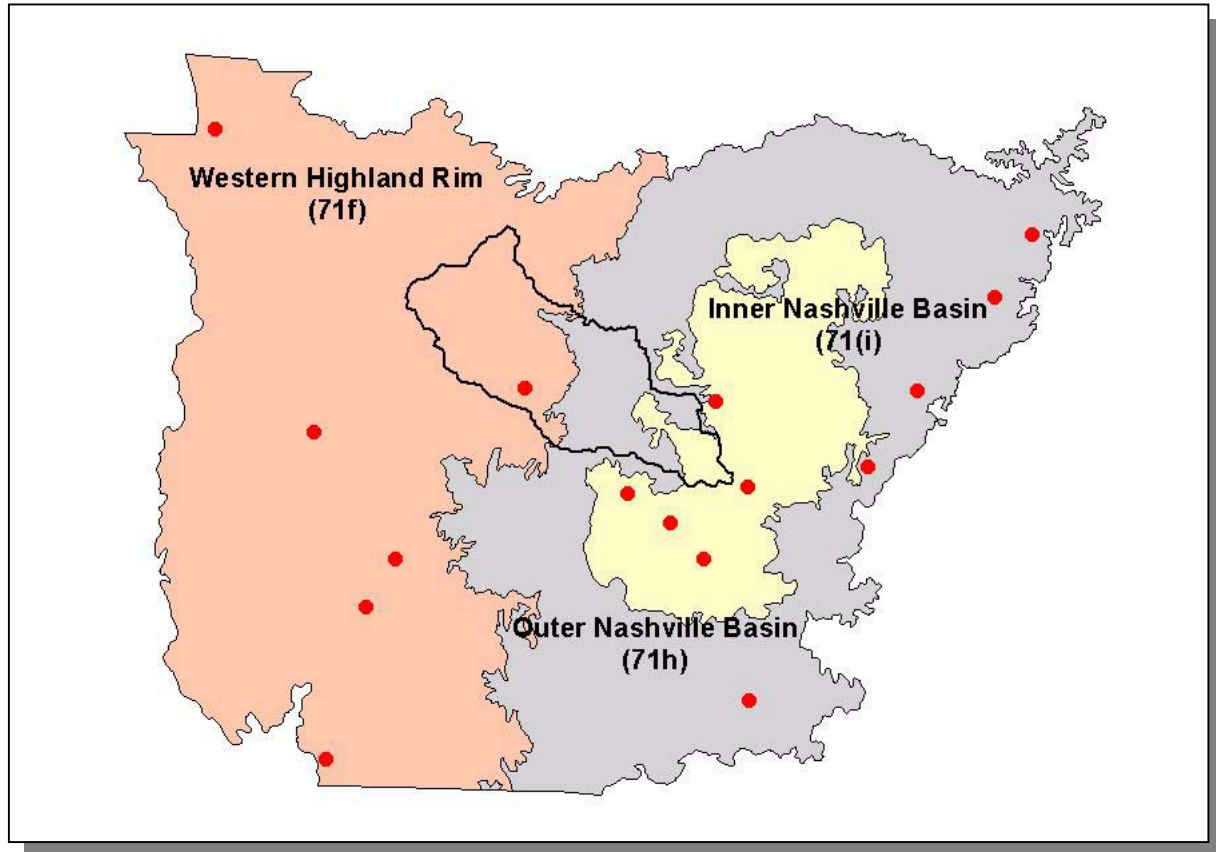 Western Highland Rim
(71f)
Inner Nashville Basin
(71(i)
Outer Nashville Basin
(71h)